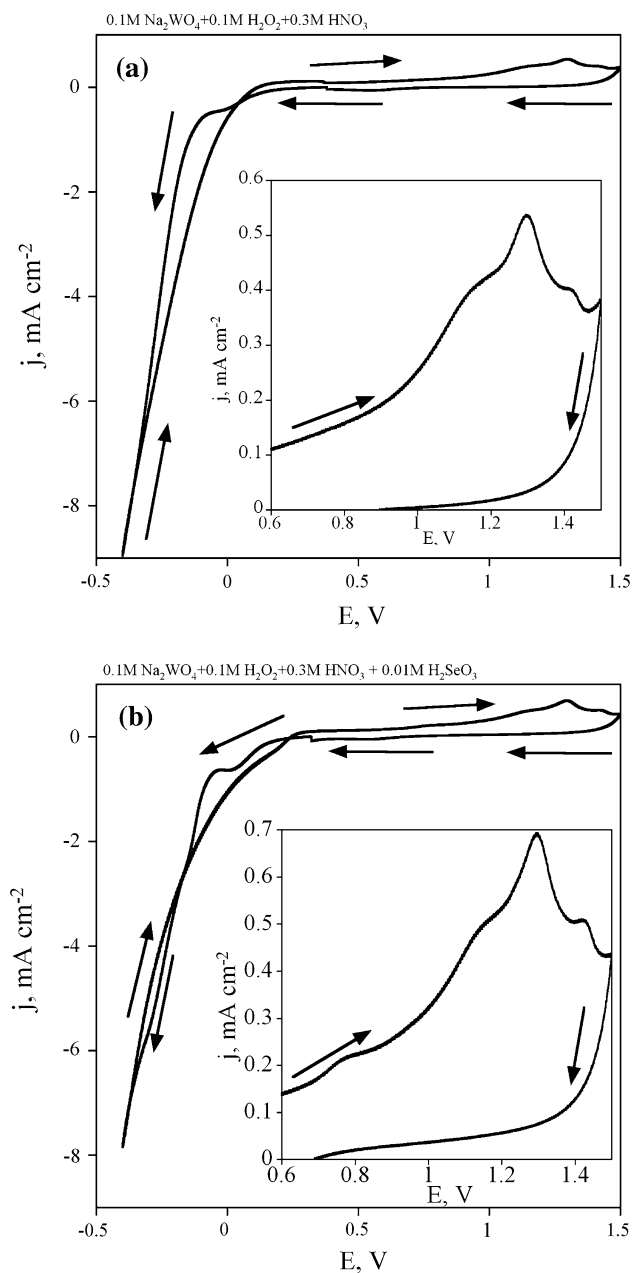 0.1M Na₂WO₄+0.1M H₂O₂+0.3M HNO₃
(a)
0
-2
-4
-6
-8
j, mA cm⁻²
-0.5 0 0.5 1 1.5
E, V
0.6
0.5
0.4
0.2
0.1
0
j, mA cm⁻²
0.6 0.8 1 1.2 1.4
E, V
0.1M Na₂WO₄+0.1M H₂O₂+0.3M HNO₃ + 0.01M H₂SeO₃
(b)
0
-2
-4
-6
-8
j, mA cm⁻²
-0.5 0 0.5 1 1.5
E, V
0.7
0.6
0.5
0.4
0.3
0.2
0.1
0
j, mA cm⁻²
0.6 0.8 1 1.2 1.4
E, V